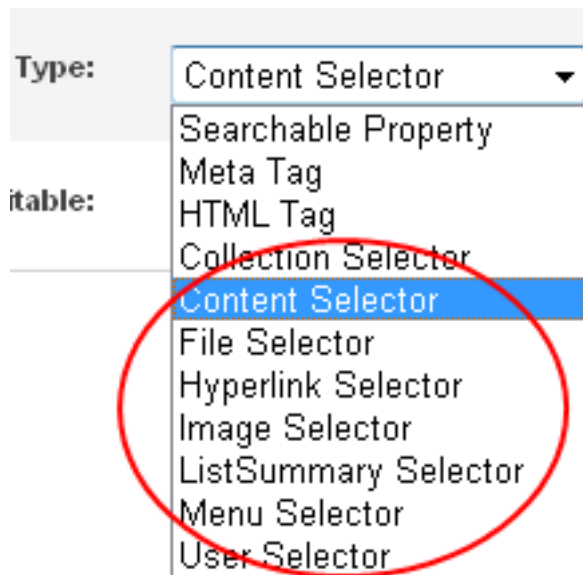 Type:
Content Selector
Searchable Property
Meta Tag
itable:
HTML Tag
Collection Selector
Content Selector
File Selector
Hyperlink Selector
Image Selector
ListSummary Selector
Menu Selector
User Selector